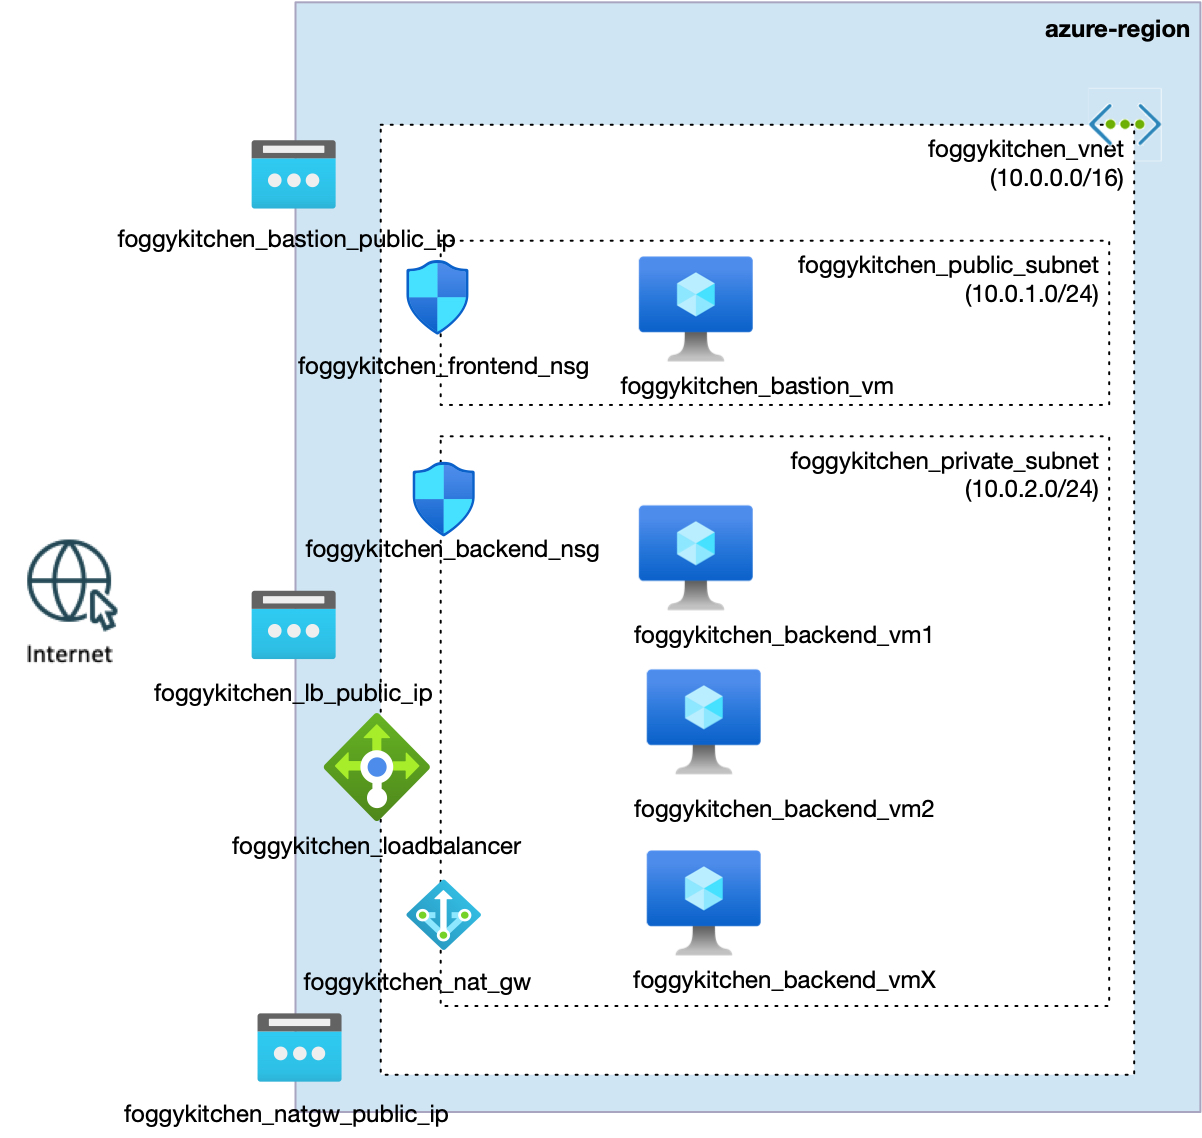 azure-region
foggykitchen_vnet
(10.0.0.0/16)
foggykitchen_bastion_public_ip
foggykitchen_public_subnet
(10.0.1.0/24)
foggykitchen_frontend_nsg
foggykitchen_bastion_vm
foggykitchen_private_subnet
(10.0.2.0/24)
foggykitchen_backend_nsg
foggykitchen_backend_vm1
Internet
foggykitchen_lb_public_ip
foggykitchen_backend_vm2
foggykitchen_loadbalancer
foggykitchen_nat_gw
foggykitchen_backend_vmX
foggykitchen_natgw_public_ip